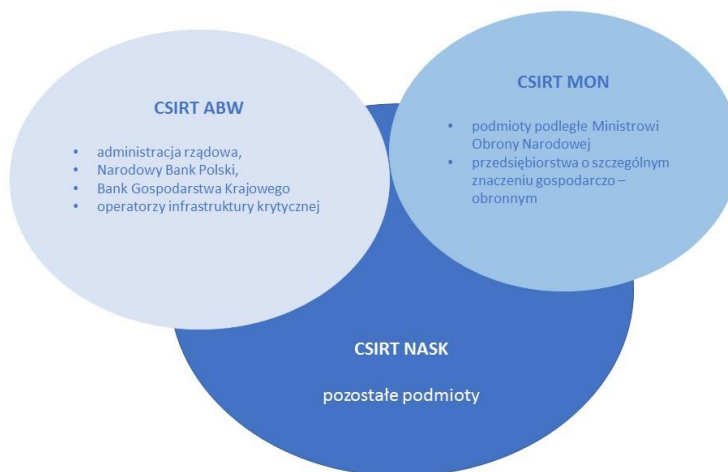 CSIRT ABW
• administracja rządowa,
• Narodowy Bank Polski,
• Bank Gospodarstwa Krajowego
• operatorzy infrastruktury krytycznej
CSIRT MON
• podmioty podległe Ministrowi
Obrony Narodowej
• przedsiębiorstwa o szczególnym
znaczeniu gospodarczo –
obronnym
CSIRT NASK
pozostałe podmioty